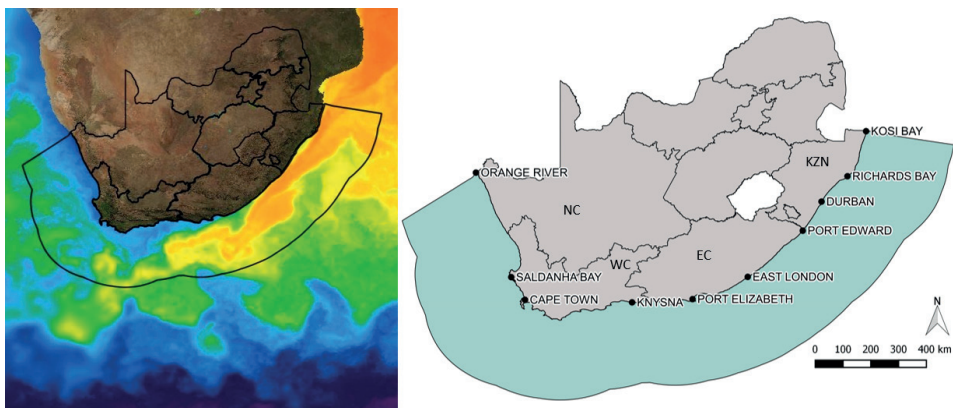 KOSI BAY
KZN
ORANGE RIVER
RICHARDS BAY
DURBAN
NC
PORT EDWARD
EC
WC
SALDANHA BAY
EAST LONDON
CAPE TOWN
KNYSNA
PORT ELIZABETH
N
0 100 200 300 400 km